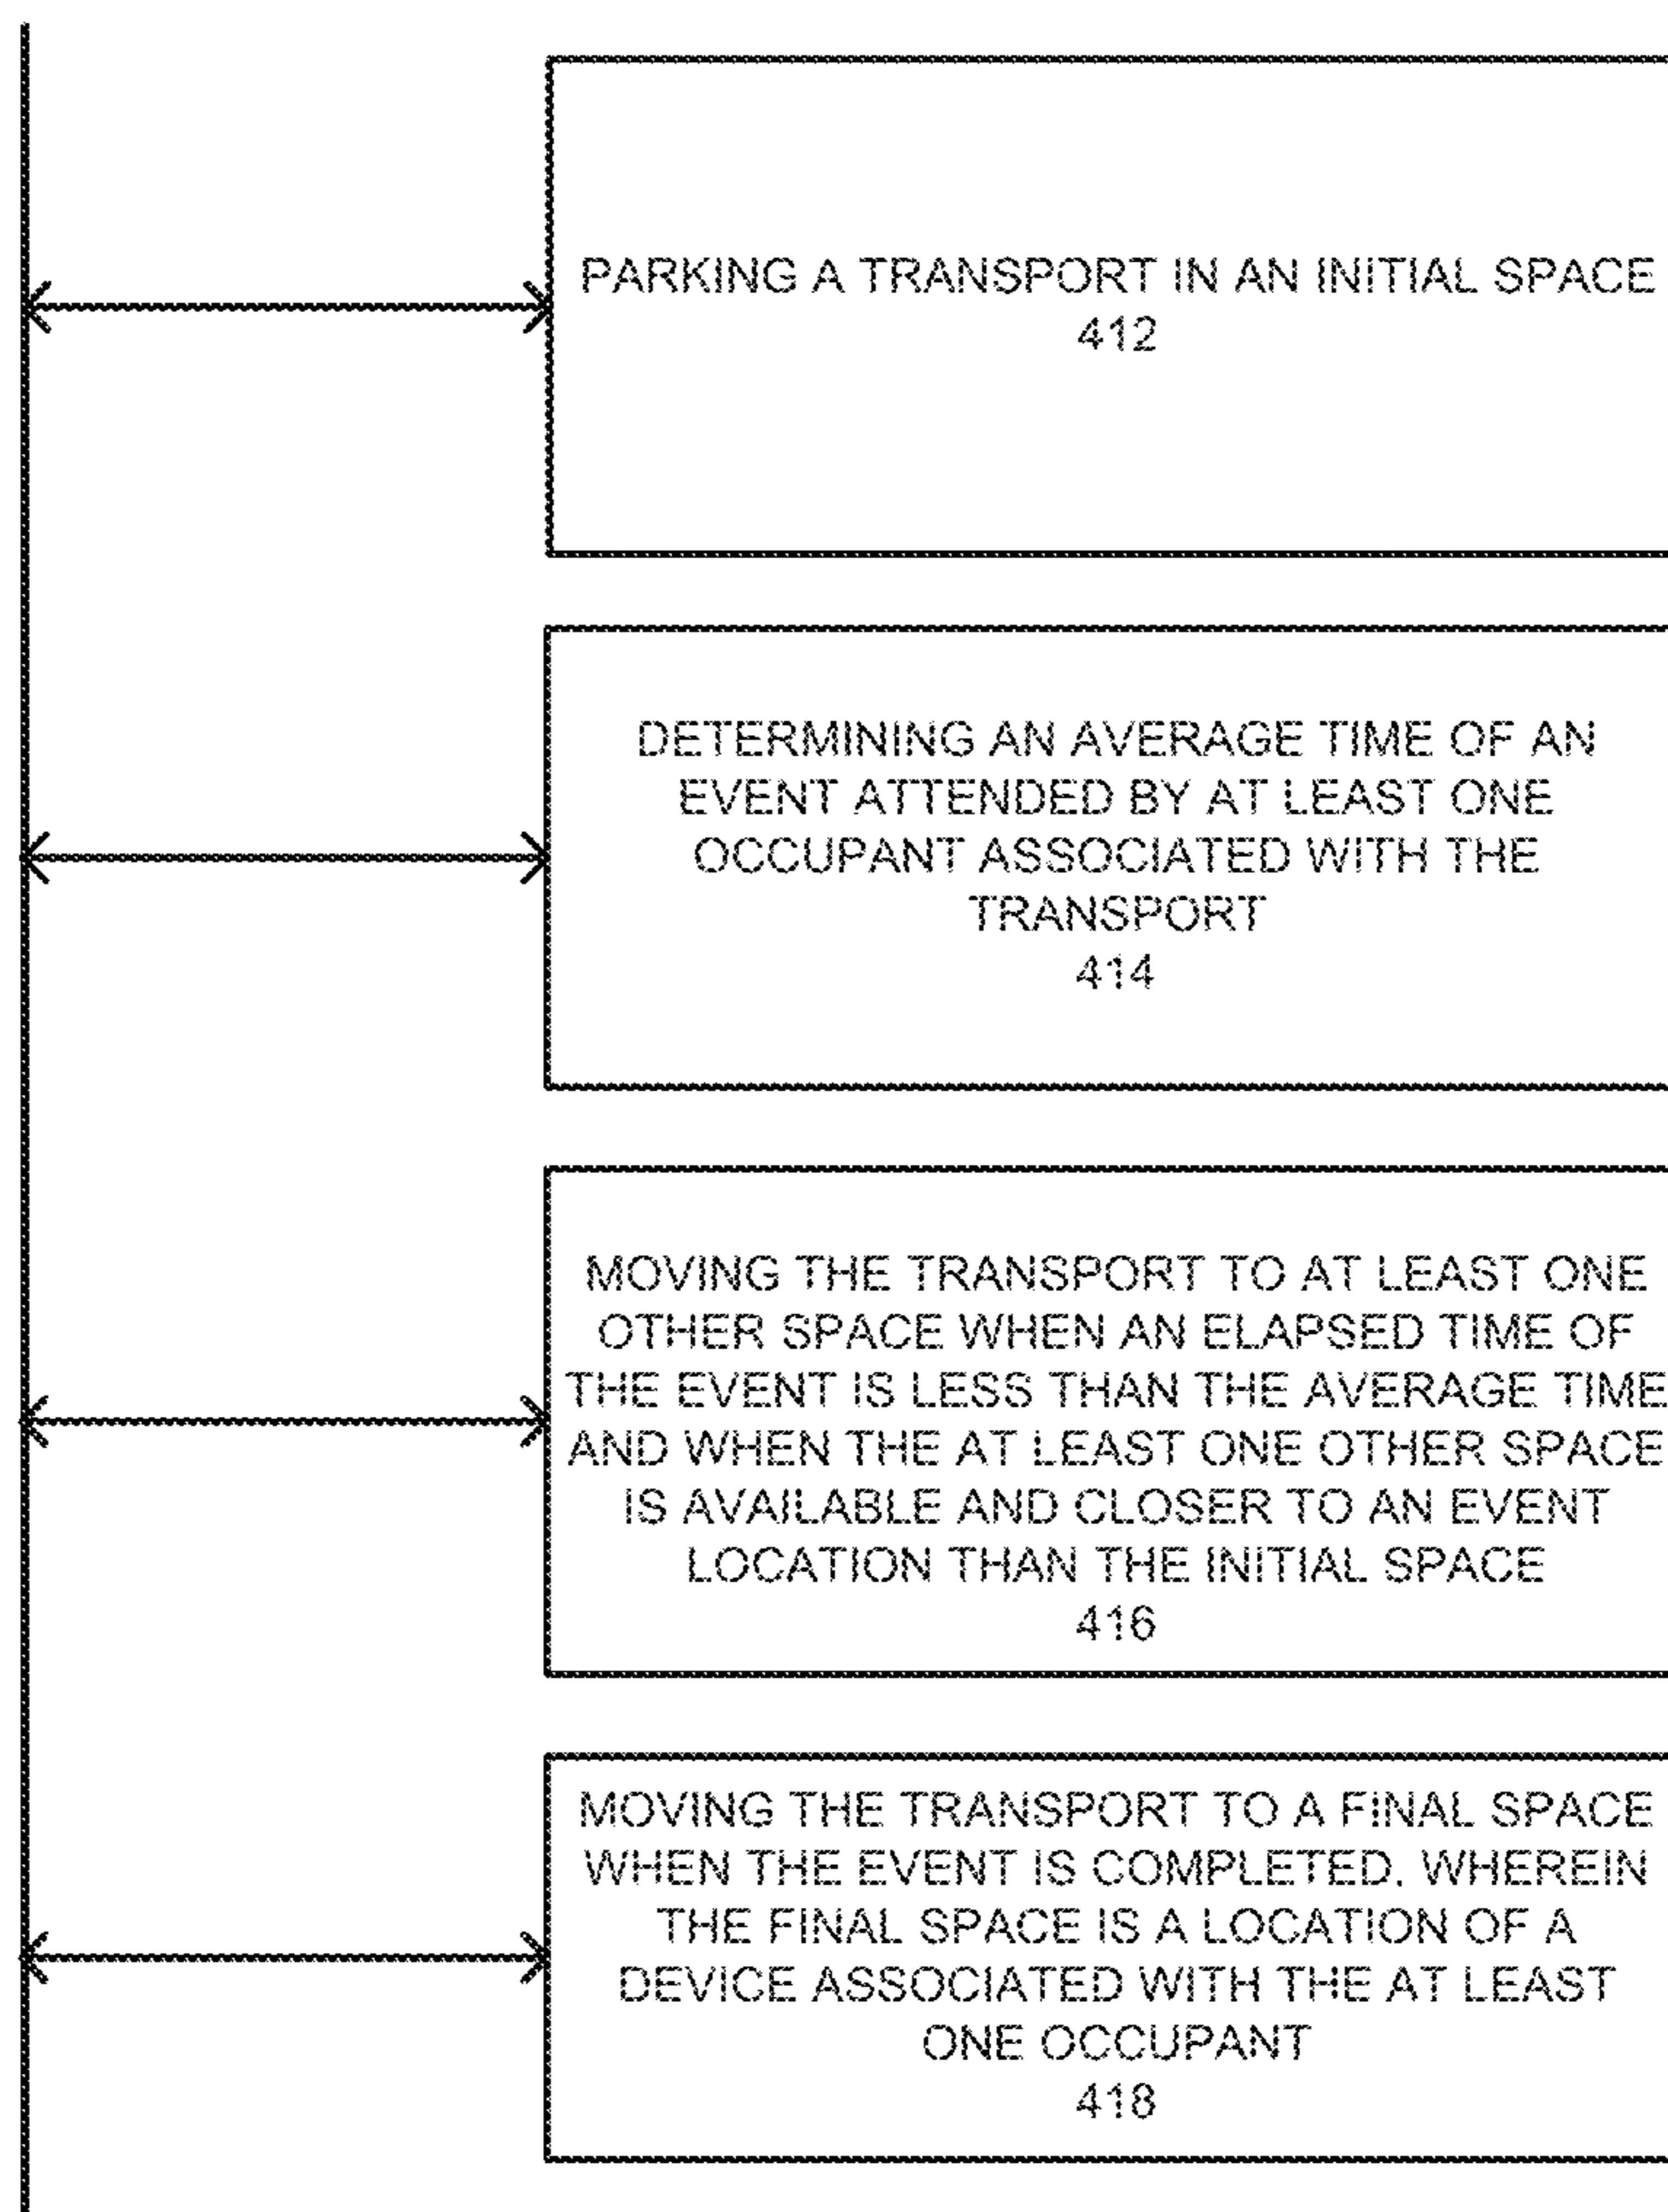 PARKING A TRANSPORT IN AN INITIAL SPACE
412
DETERMINING AN AVERAGE TIME OF AN
EVENT ATTENDED BY AT LEAST ONE
OCCUPANT ASSOCIATED WITH THE
TRANSPORT
414
MOVING THE TRANSPORT TO AT LEAST ONE
OTHER SPACE WHEN AN ELAPSED TIME OF
THE EVENT IS LESS THAN THE AVERAGE TIME
AND WHEN THE AT LEAST ONE OTHER SPACE
IS AVAILABLE AND CLOSER TO AN EVENT
LOCATION THAN THE INITIAL SPACE
416
MOVING THE TRANSPORT TO A FINAL SPACE
WHEN THE EVENT IS COMPLETED, WHEREIN
THE FINAL SPACE IS A LOCATION OF A
DEVICE ASSOCIATED WITH THE AT LEAST
ONE OCCUPANT
418